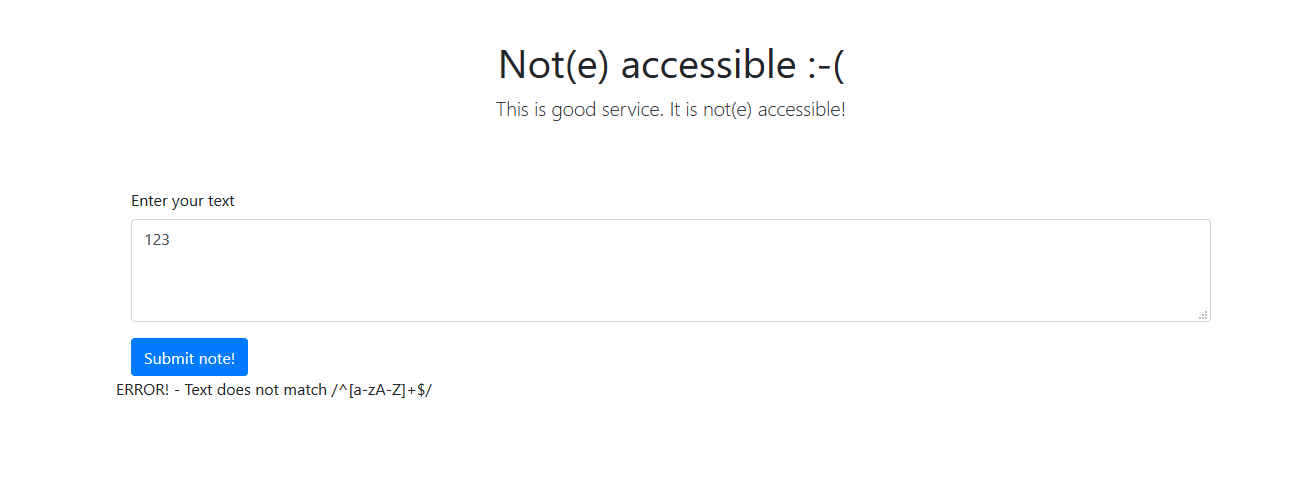 Not(e) accessible :-(
This is good service. It is not(e) accessible!
Enter your text
123
Submit note!
ERROR! - Text does not match /^[a-zA-Z]+$/